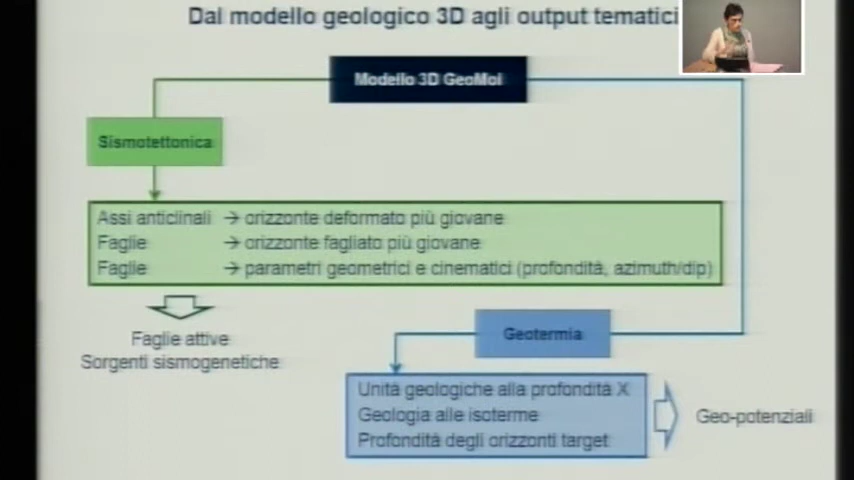 Dal modello geologico 3D agli output tematici
Modello 3D GeoMol
Sismotettonica
Assi anticlinali → orizzonte deformato più giovane
Faglie → orizzonte fagliato più giovane
Faglie → parametri geometrici e cinematici (profondità, azimuth/dip)
Faglie attive
Sorgenti sismogenetiche
Geotermia
Unità geologiche alla profondità X
Geologia alle isoterme
Profondità degli orizzonti target
Geo-potenziali